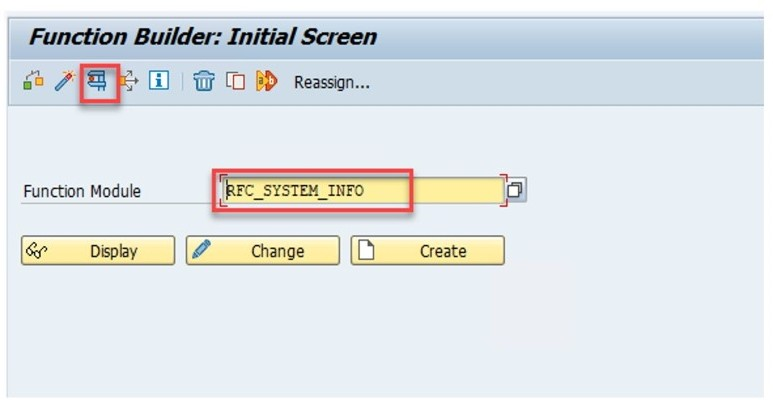 Function Builder: Initial Screen
Reassign...
Function Module
RFC_SYSTEM_INFO
Display
Change
Create